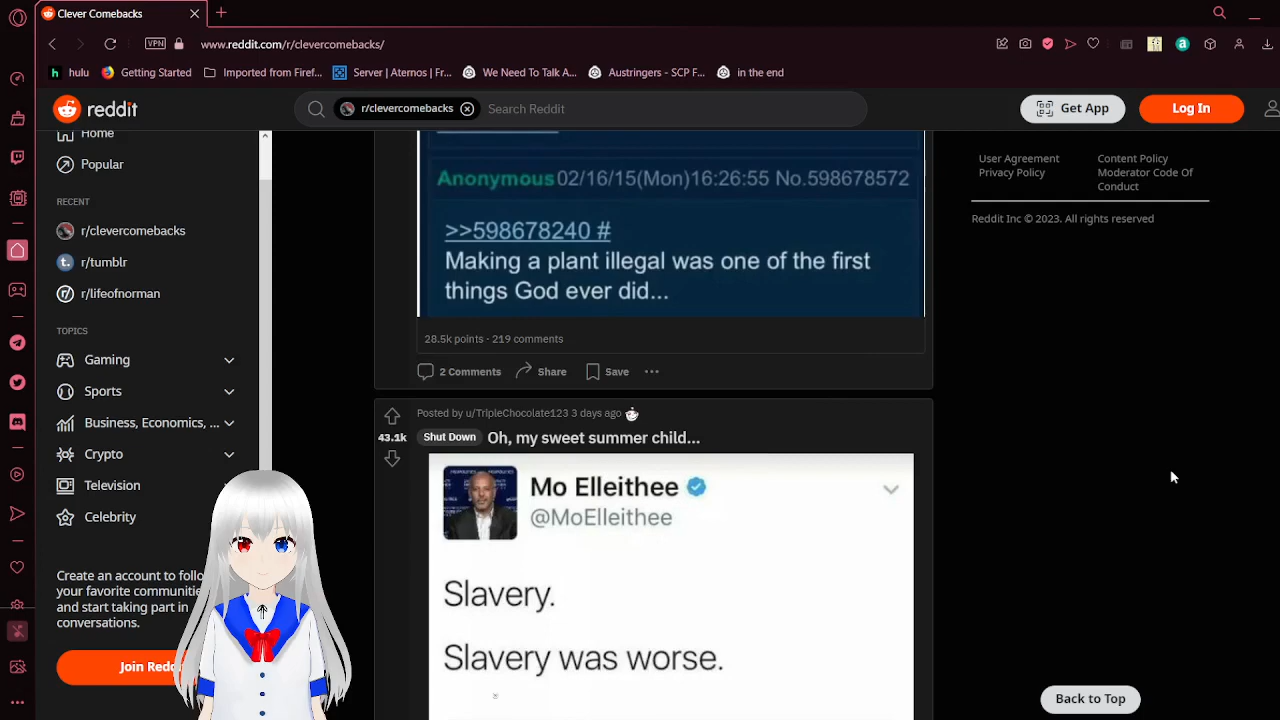 Clever Comebacks
VPN
www.reddit.com/r/clevercomebacks/
hulu
Getting Started
Imported from Firef...
Server | Aternos | Fr...
We Need To Talk A...
Austringers - SCP F...
in the end
reddit
r/clevercomebacks
Search Reddit
Get App
Log In
Home
Popular
RECENT
r/clevercomebacks
r/tumblr
r/lifeofnorman
TOPICS
Gaming
Sports
Business, Economics, ...
Crypto
Television
Celebrity
Create an account to follo
your favorite communitie
and start taking part in
conversations.
Join Redd
Anonymous 02/16/15(Mon)16:26:55 No.598678572
>>598678240 #
Making a plant illegal was one of the first
things God ever did...
28.5k points - 219 comments
2 Comments
Share
Save
43.1k
Posted by u/TripleChocolate123 3 days ago
Shut Down
Oh, my sweet summer child...
Mo Elleithee
@MoElleithee
Slavery.
Slavery was worse.
User Agreement
Privacy Policy
Content Policy
Moderator Code Of
Conduct
Reddit Inc © 2023. All rights reserved
Back to Top